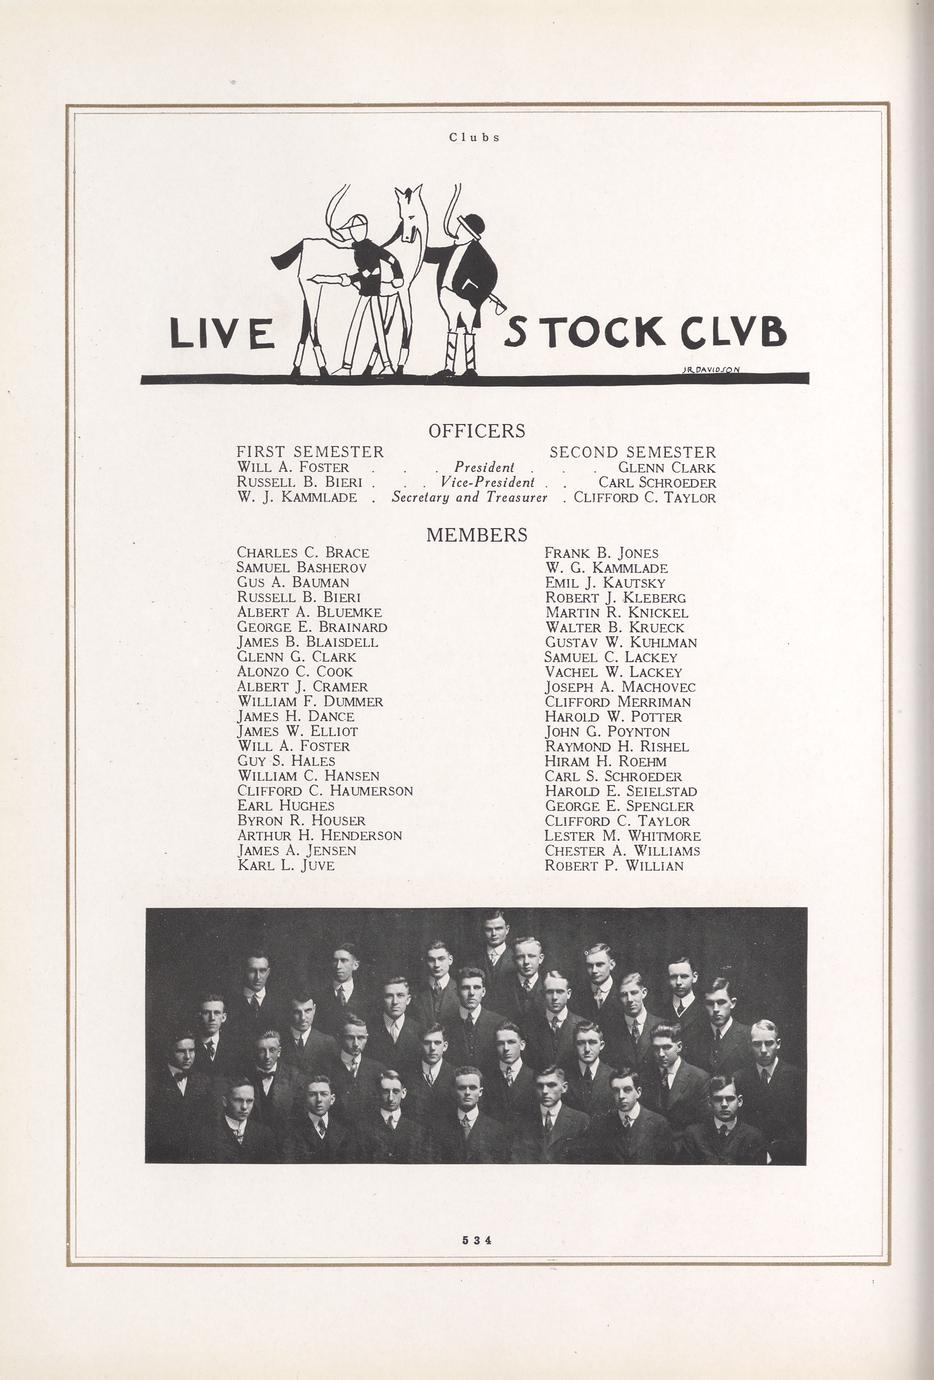 Clubs
LIVE STOCK CLVB
JR. DAVIDSON
OFFICERS
FIRST SEMESTER SECOND SEMESTER
WILL A. FOSTER . . . President . . . GLENN CLARK
RUSSELL B. BIERI . . . Vice-President . . CARL SCHROEDER
W. J. KAMMLADE . Secretary and Treasurer . CLIFFORD C. TAYLOR
MEMBERS
CHARLES C. BRACE
SAMUEL BASHEROV
GUS A. BAUMAN
RUSSELL B. BIERI
ALBERT A. BLUEMKE
GEORGE E. BRAINARD
JAMES B. BLAISDELL
GLENN G. CLARK
ALONZO C. COOK
ALBERT J. CRAMER
WILLIAM F. DUMMER
JAMES H. DANCE
JAMES W. ELLIOT
WILL A. FOSTER
GUY S. HALES
WILLIAM C. HANSEN
CLIFFORD C. HAUMERSON
EARL HUGHES
BYRON R. HOUSER
ARTHUR H. HENDERSON
JAMES A. JENSEN
KARL L. JUVE
FRANK B. JONES
W. G. KAMMLADE
EMIL J. KAUTSKY
ROBERT J. KLEBERG
MARTIN R. KNICKEL
WALTER B. KRUECK
GUSTAV W. KUHLMAN
SAMUEL C. LACKEY
VACHEL W. LACKEY
JOSEPH A. MACHOVEC
CLIFFORD MERRIMAN
HAROLD W. POTTER
JOHN G. POYNTON
RAYMOND H. RISHEL
HIRAM H. ROEHM
CARL S. SCHROEDER
HAROLD E. SEIELSTAD
GEORGE E. SPENGLER
CLIFFORD C. TAYLOR
LESTER M. WHITMORE
CHESTER A. WILLIAMS
ROBERT P. WILLIAN
534